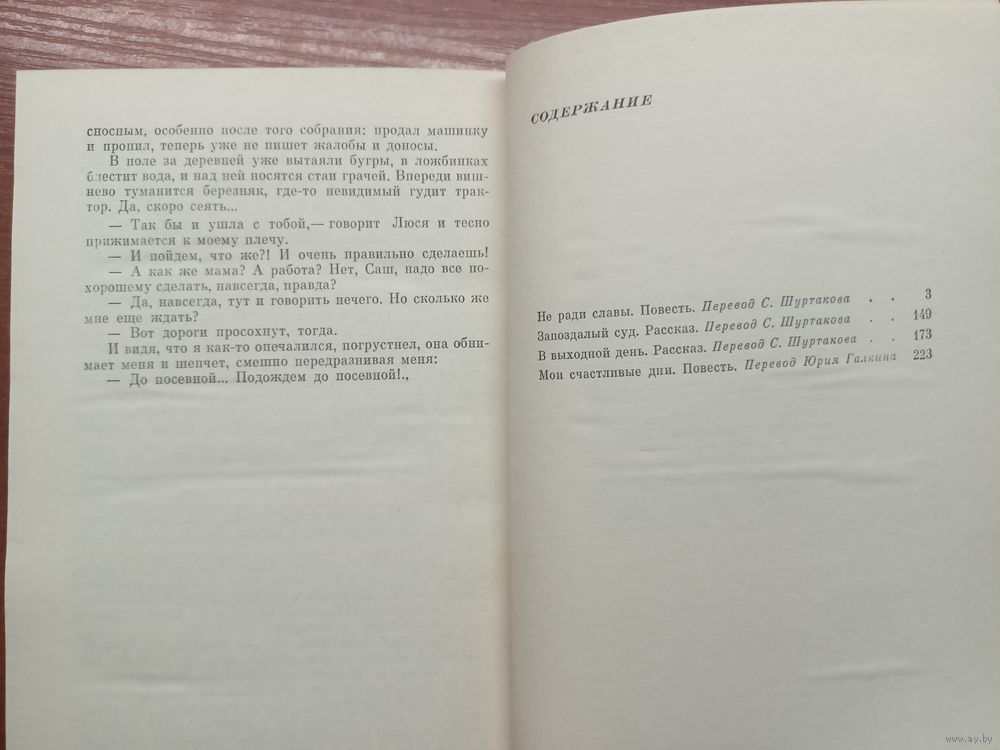 сносным, особенно после того собрания: продал машинку
и пропил, теперь уже не пишет жалобы и доносы.
В поле за деревней уже вытаяли бугры, в ложбинках
блестит вода, и над ней носятся стаи грачей. Впереди виш-
нево туманится березняк, где-то невидимый гудит трак-
тор. Да, скоро сеять...
— Так бы и ушла с тобой,— говорит Люся и тесно
прижимается к моему плечу.
— И пойдем, что же?! И очень правильно сделаешь!
— А как же мама? А работа? Нет, Саш, надо все по-
хорошему сделать, навсегда, правда?
— Да, навсегда, тут и говорить нечего. Но сколько же
мне еще ждать?
— Вот дороги просохнут, тогда.
И видя, что я как-то опечалился, погрустнел, она обни-
мает меня и шепчет, смешно передразнивая меня:
— До посевной... Подождем до посевной!.,
СОДЕРЖАНИЕ
Не ради славы. Повесть. Перевод С. Шуртакова . . 3
Запоздалый суд. Рассказ. Перевод С. Шуртакова . . 149
В выходной день. Рассказ. Перевод С. Шуртакова . . 173
Мои счастливые дни. Повесть. Перевод Юрия Галкина 223
www.ay.by